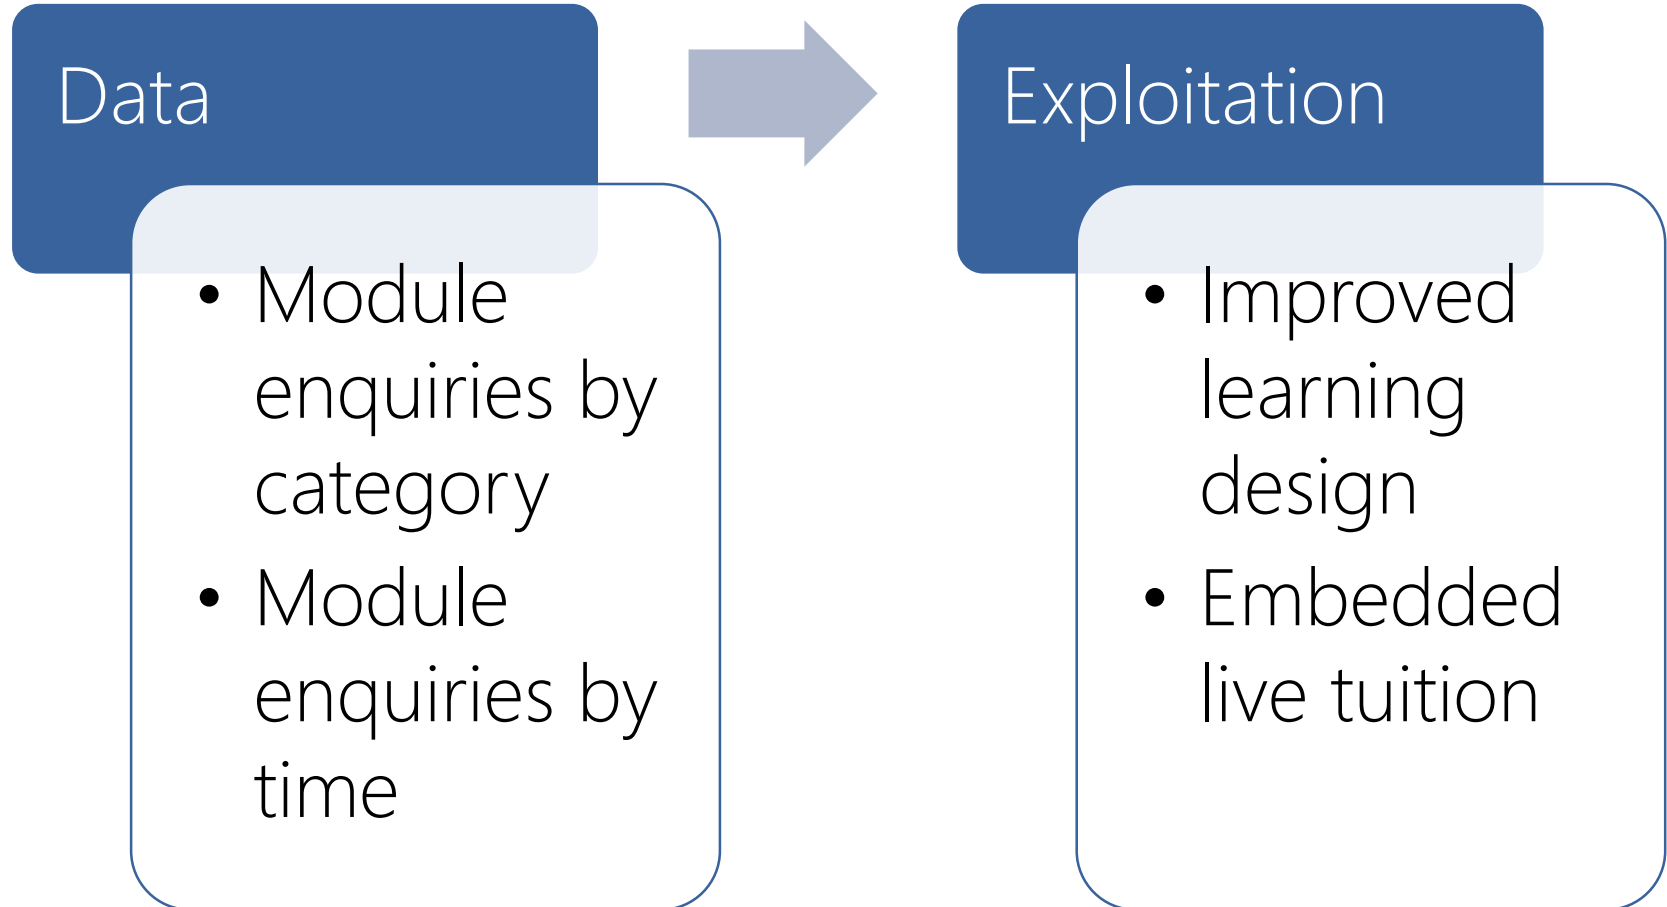 Data
• Module
enquiries by
category
• Module
enquiries by
time
Exploitation
• Improved
learning
design
• Embedded
live tuition